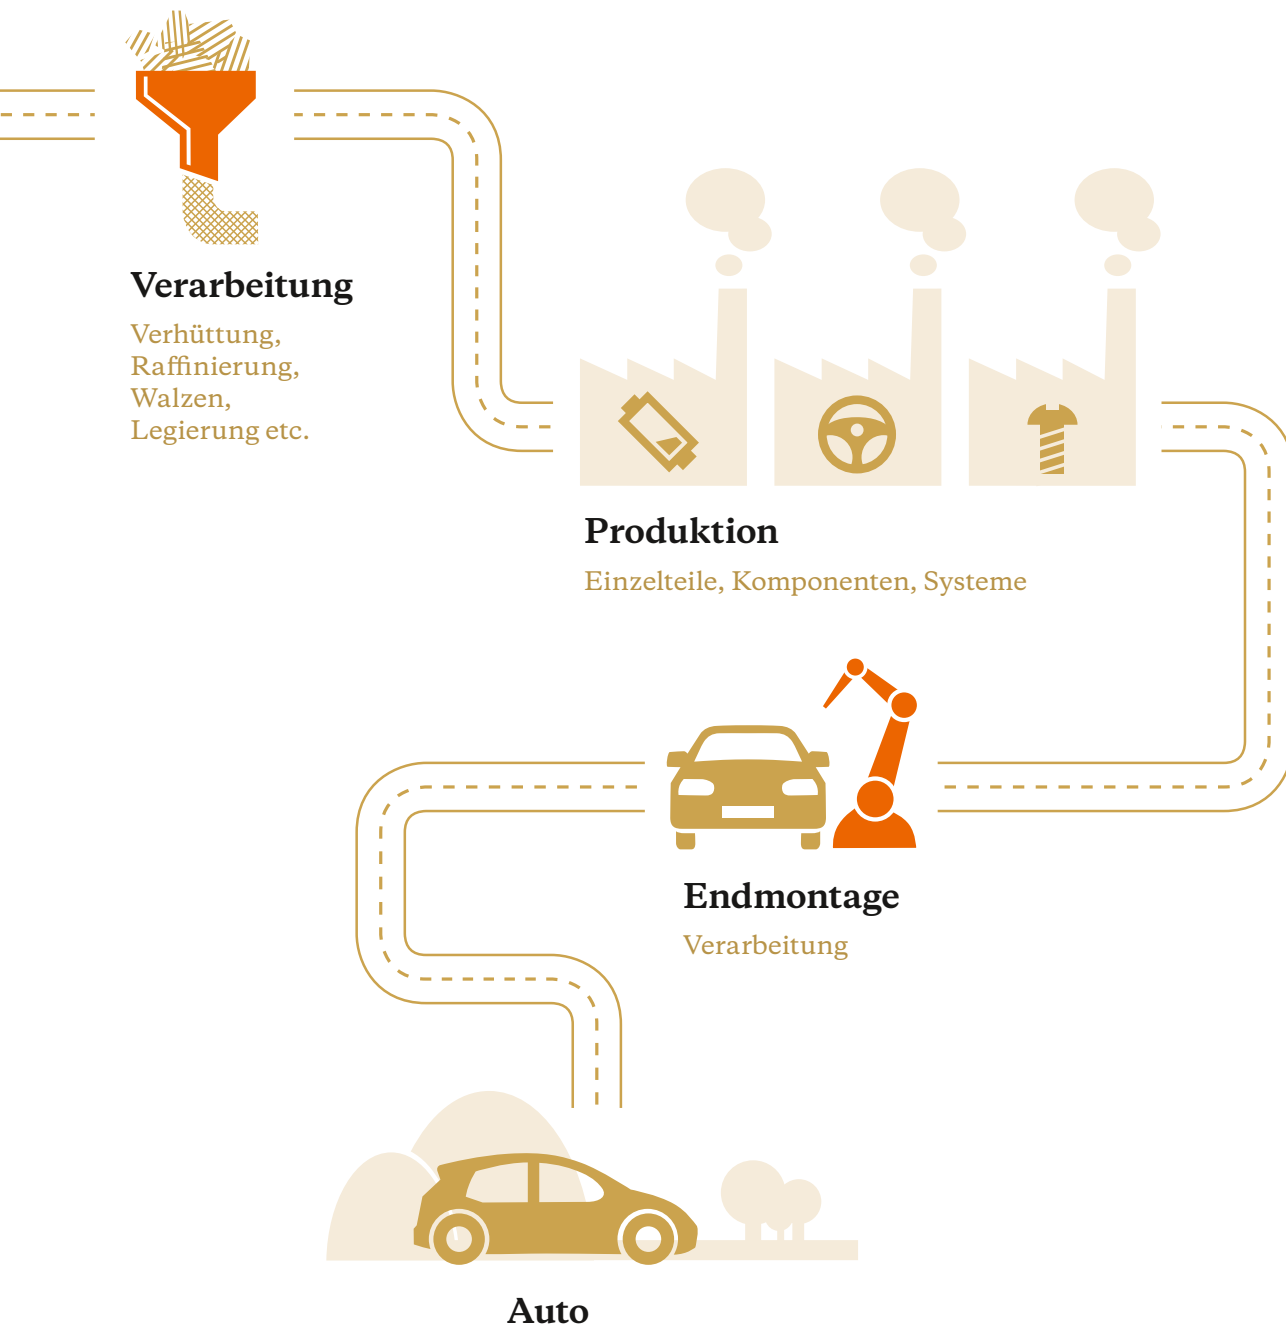 Verarbeitung
Verhüttung,
Raffinierung,
Walzen,
Legierung etc.
Produktion
Einzelteile, Komponenten, Systeme
Endmontage
Verarbeitung
Auto